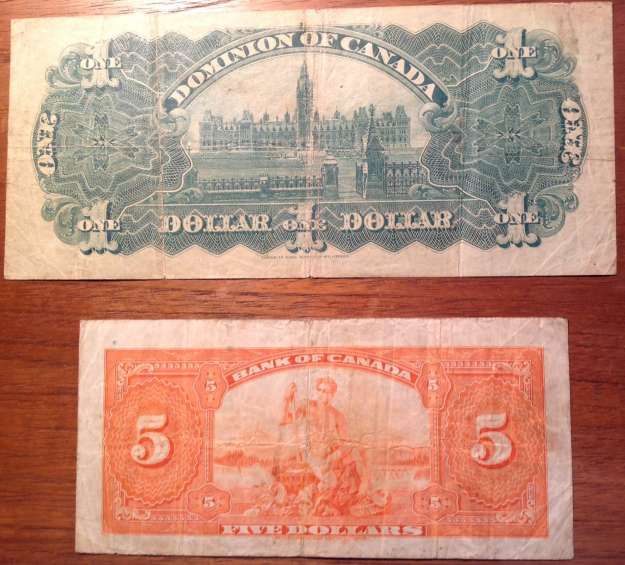 ONE ONE
DOMINION OF CANADA
ONE ONE
ONE ONE
DOLLAR ONE DOLLAR
BANK OF CANADA
5 5
5 5
5 5
FIVE DOLLARS